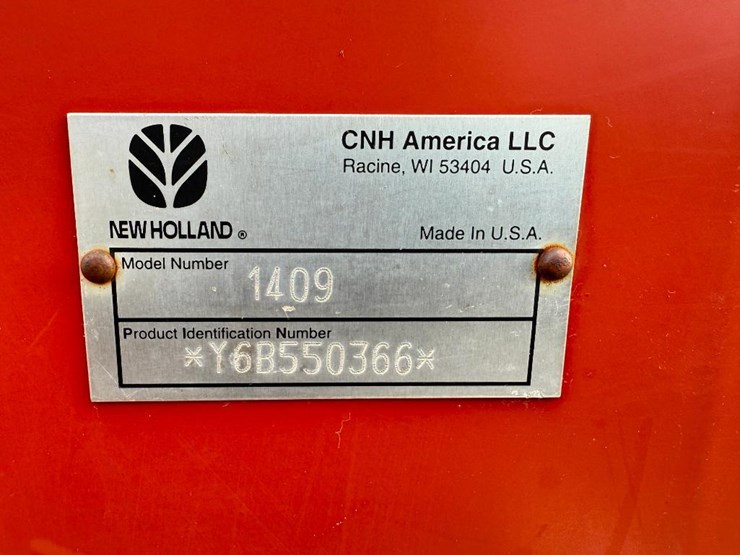 CNH America LLC
Racine, WI 53404 U.S.A.
NEW HOLLAND ®
Made In U.S.A.
Model Number
1409
Product Identification Number
*Y6B550366*